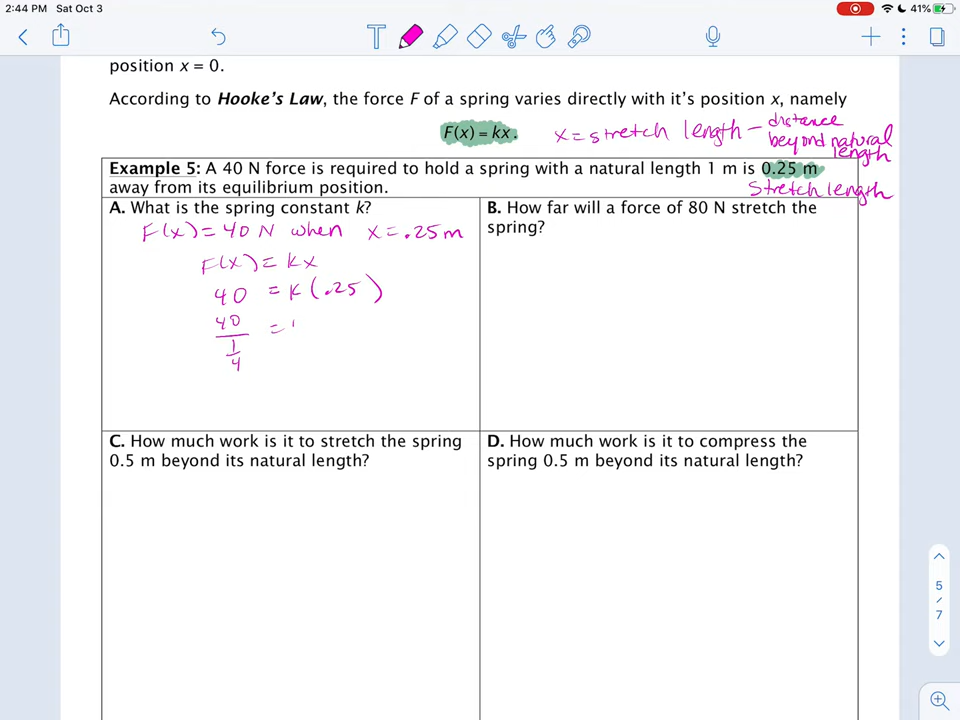 2:44 PM Sat Oct 3
41%
T
position x = 0.
According to Hooke's Law, the force F of a spring varies directly with it's position x, namely
F(x) = kx.
x = stretch length – distance
beyond natural
length
Example 5: A 40 N force is required to hold a spring with a natural length 1 m is 0.25 m
away from its equilibrium position.
Stretch length
A. What is the spring constant k?
F(x) = 40 N when x = .25 m
F(x) = kx
40 = k(.25)
40
=
1
4
B. How far will a force of 80 N stretch the
spring?
C. How much work is it to stretch the spring
0.5 m beyond its natural length?
D. How much work is it to compress the
spring 0.5 m beyond its natural length?
5
/
7